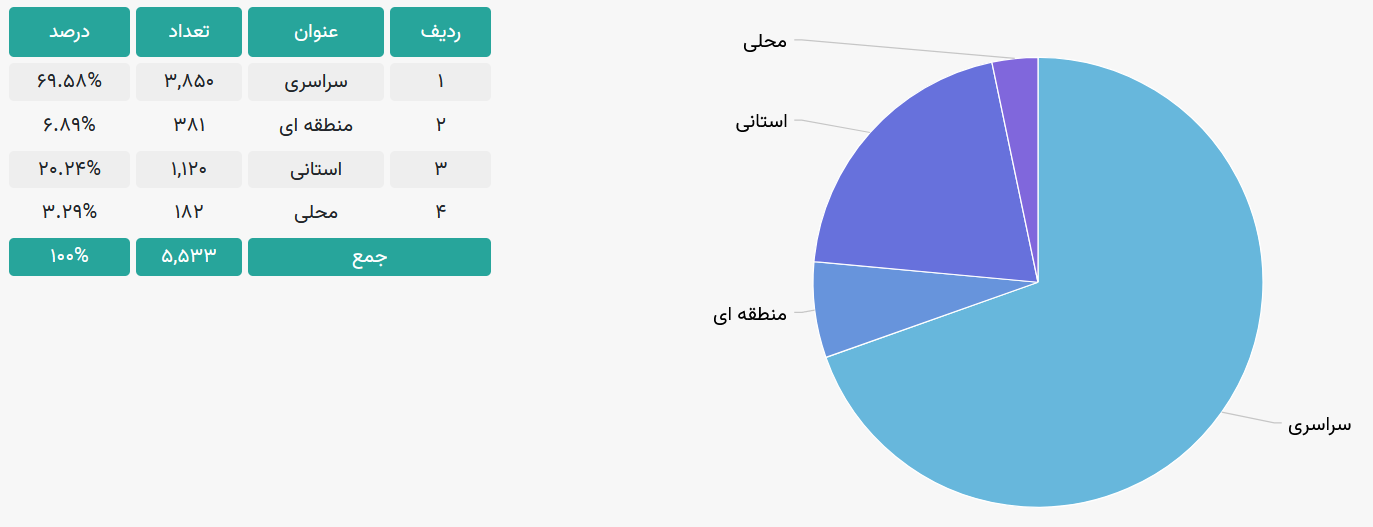 ردیف عنوان تعداد درصد
۱ سراسری ۳,۸۵۰ ۶۹.۵۸%
۲ منطقه ای ۳۸۱ ۶.۸۹%
۳ استانی ۱,۱۲۰ ۲۰.۲۴%
۴ محلی ۱۸۲ ۳.۲۹%
جمع ۵,۵۳۳ ۱۰۰%
محلی
استانی
منطقه ای
سراسری